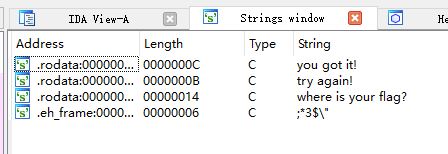 IDA View-A Strings window He
Address Length Type String
.rodata:000000... 0000000C C you got it!
.rodata:000000... 0000000B C try again!
.rodata:000000... 00000014 C where is your flag?
.eh_frame:0000... 00000006 C ;*3$\"